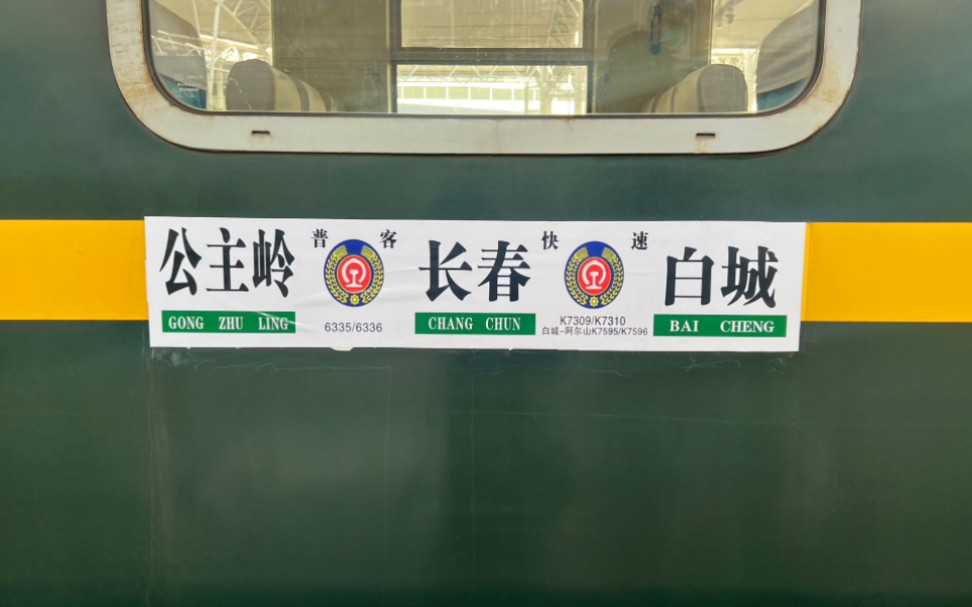 公主岭 普客 长春 快速 白城
GONG ZHU LING 6335/6336 CHANG CHUN K7309/K7310 BAI CHENG
白城-阿尔山K7595/K7596